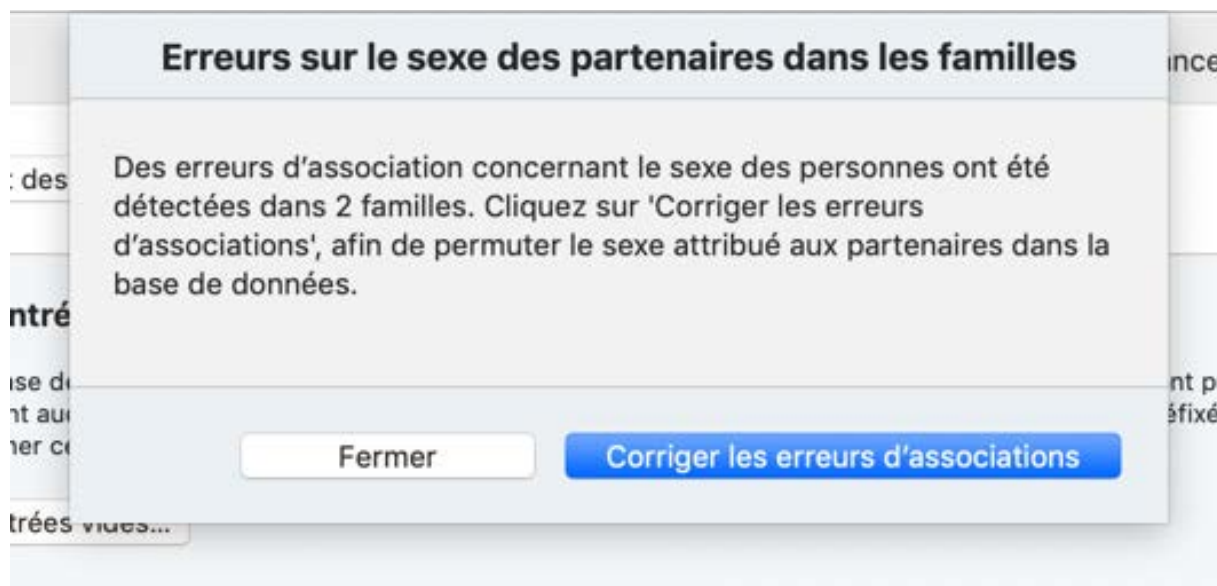 Erreurs sur le sexe des partenaires dans les familles
Des erreurs d’association concernant le sexe des personnes ont été
détectées dans 2 familles. Cliquez sur 'Corriger les erreurs
d’associations', afin de permuter le sexe attribué aux partenaires dans la
base de données.
des
Fermer
Corriger les erreurs d’associations